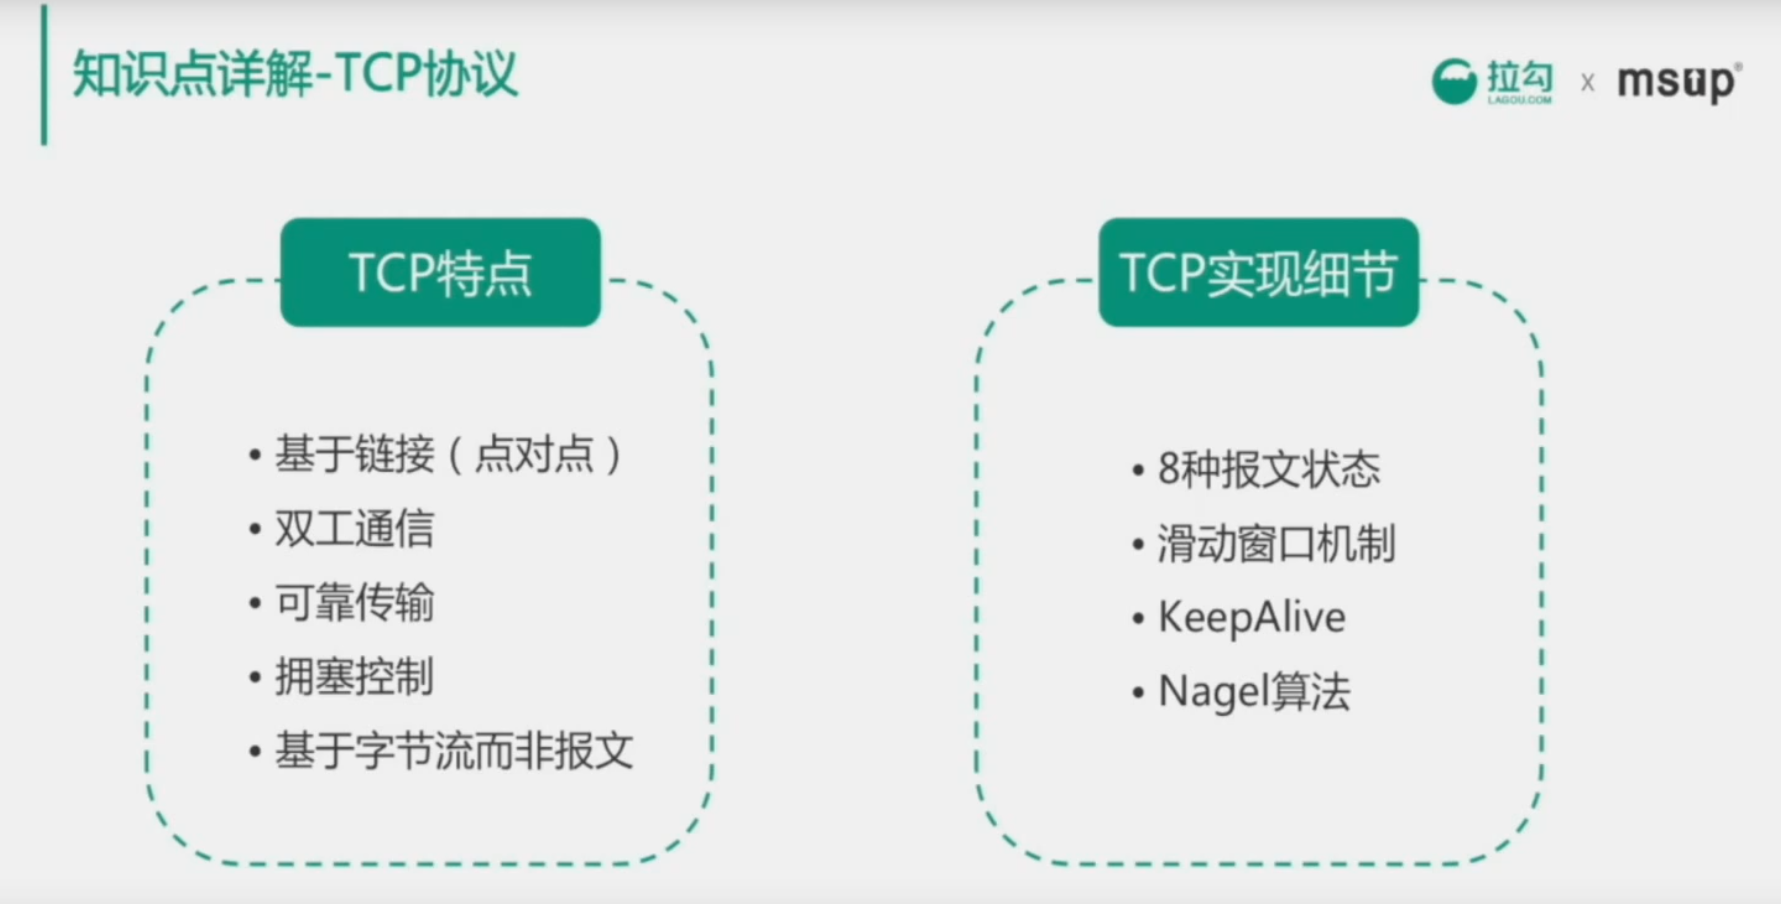 知识点详解-TCP协议
拉勾
LAGOU.COM
x
msup®
TCP特点
• 基于链接（点对点）
• 双工通信
• 可靠传输
• 拥塞控制
• 基于字节流而非报文
TCP实现细节
• 8种报文状态
• 滑动窗口机制
• KeepAlive
• Nagel算法